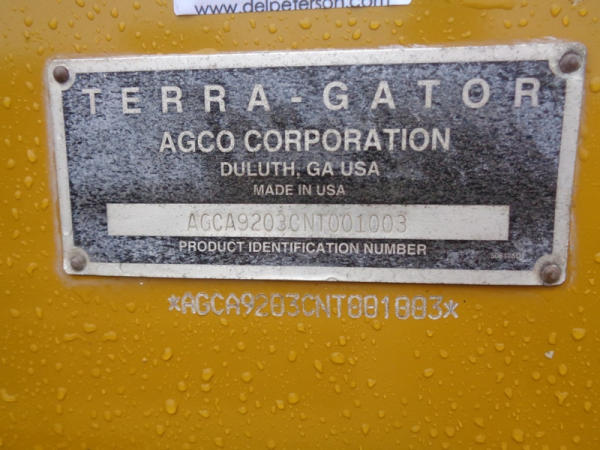 www.delpeterson.com
TERRA-GATOR
AGCO CORPORATION
DULUTH, GA USA
MADE IN USA
AGCA9203CNT001003
PRODUCT IDENTIFICATION NUMBER
*AGCA9203CNT001003*